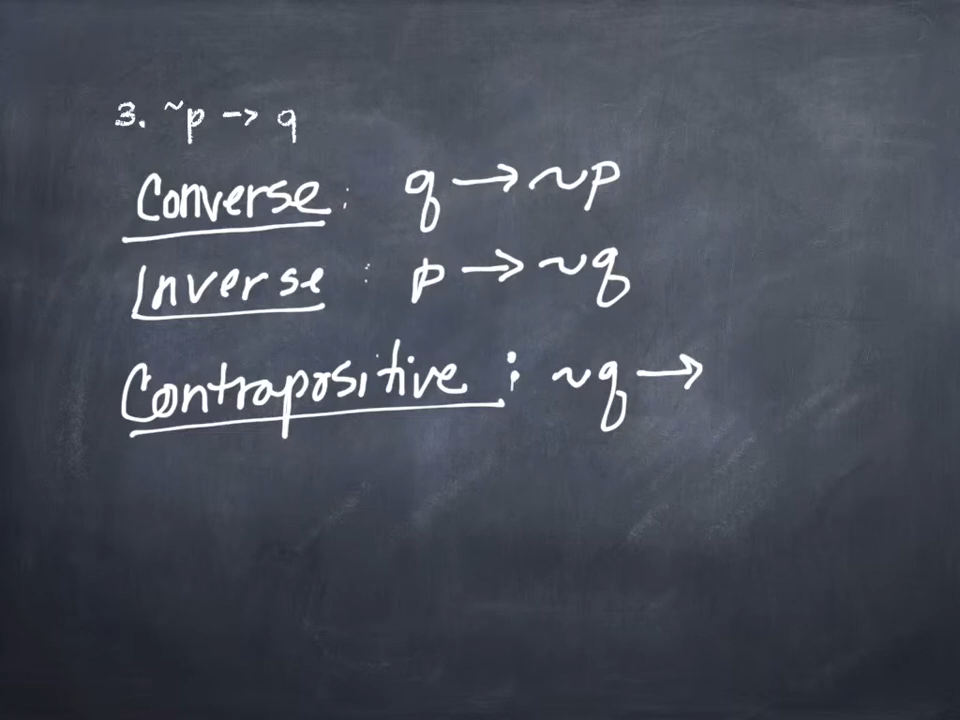 3. ~p -> q
Converse: q → ~p
Inverse: p → ~q
Contrapositive: ~q →